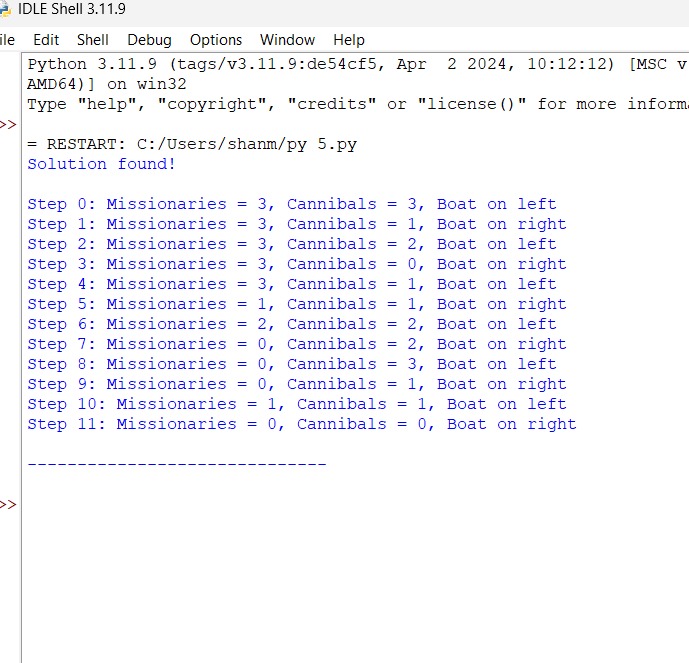 IDLE Shell 3.11.9
ile Edit Shell Debug Options Window Help
Python 3.11.9 (tags/v3.11.9:de54cf5, Apr  2 2024, 10:12:12) [MSC v
AMD64)] on win32
Type "help", "copyright", "credits" or "license()" for more informa
>>
= RESTART: C:/Users/shanm/py 5.py
Solution found!
Step 0: Missionaries = 3, Cannibals = 3, Boat on left
Step 1: Missionaries = 3, Cannibals = 1, Boat on right
Step 2: Missionaries = 3, Cannibals = 2, Boat on left
Step 3: Missionaries = 3, Cannibals = 0, Boat on right
Step 4: Missionaries = 3, Cannibals = 1, Boat on left
Step 5: Missionaries = 1, Cannibals = 1, Boat on right
Step 6: Missionaries = 2, Cannibals = 2, Boat on left
Step 7: Missionaries = 0, Cannibals = 2, Boat on right
Step 8: Missionaries = 0, Cannibals = 3, Boat on left
Step 9: Missionaries = 0, Cannibals = 1, Boat on right
Step 10: Missionaries = 1, Cannibals = 1, Boat on left
Step 11: Missionaries = 0, Cannibals = 0, Boat on right
------------------------------
>>